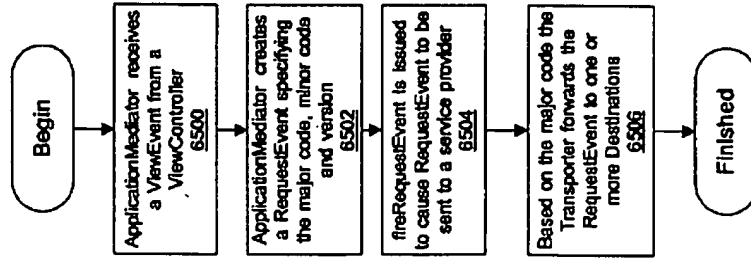 Begin
ApplicationMediator receives
a ViewEvent from a
ViewController
6500
ApplicationMediator creates
a RequestEvent specifying
the major code, minor code
and version
6502
fireRequestEvent is issued
to cause RequestEvent to be
sent to a service provider
6504
Based on the major code the
Transporter forwards the
RequestEvent to one or
more Destinations
6506
Finished